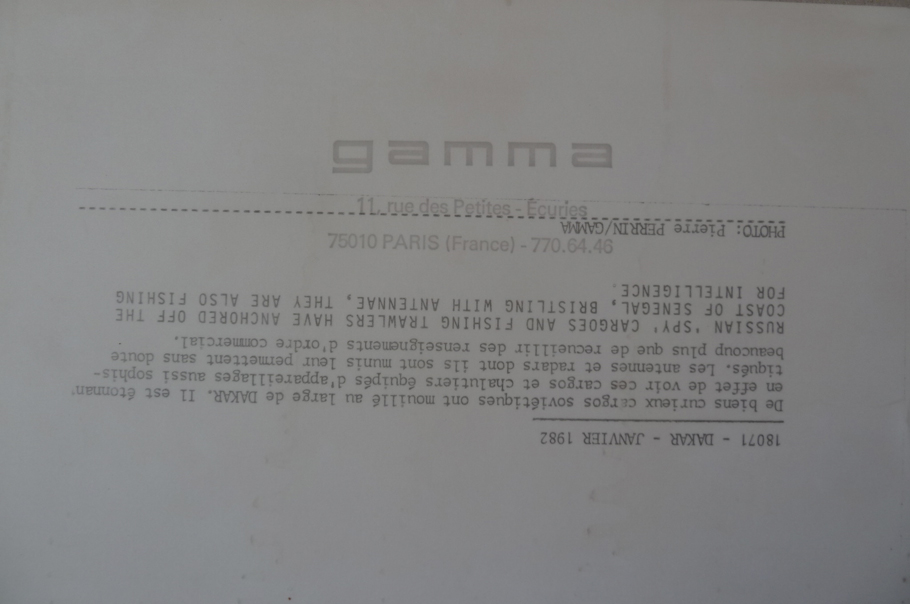 gamma
11, rue des Petites - Écuries
75010 PARIS (France) - 770.64.46
18071 - DAKAR - JANVIER 1982
De biens curieux cargos soviétiques ont mouillé au large de DAKAR. Il est étonnan
en effet de voir ces cargos et chalutiers équipés d'appareillages aussi sophis-
tiqués. Les antennes et radars dont ils sont munis leur permettent sans doute
beaucoup plus que de recueillir des renseignements d'ordre commercial.
RUSSIAN 'SPY' CARGOES AND FISHING TRAWLERS HAVE ANCHORED OFF THE
COAST OF SENEGAL, BRISTLING WITH ANTENNAE, THEY ARE ALSO FISHING
FOR INTELLIGENCE.
PHOTO: Pierre PERRIN/GAMMA